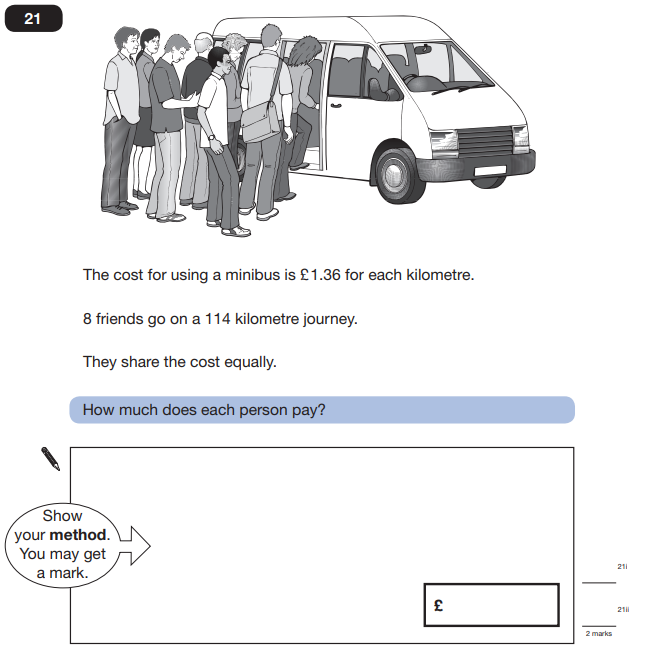 21
The cost for using a minibus is £1.36 for each kilometre.
8 friends go on a 114 kilometre journey.
They share the cost equally.
How much does each person pay?
Show
your method.
You may get
a mark.
£
21i
21ii
2 marks